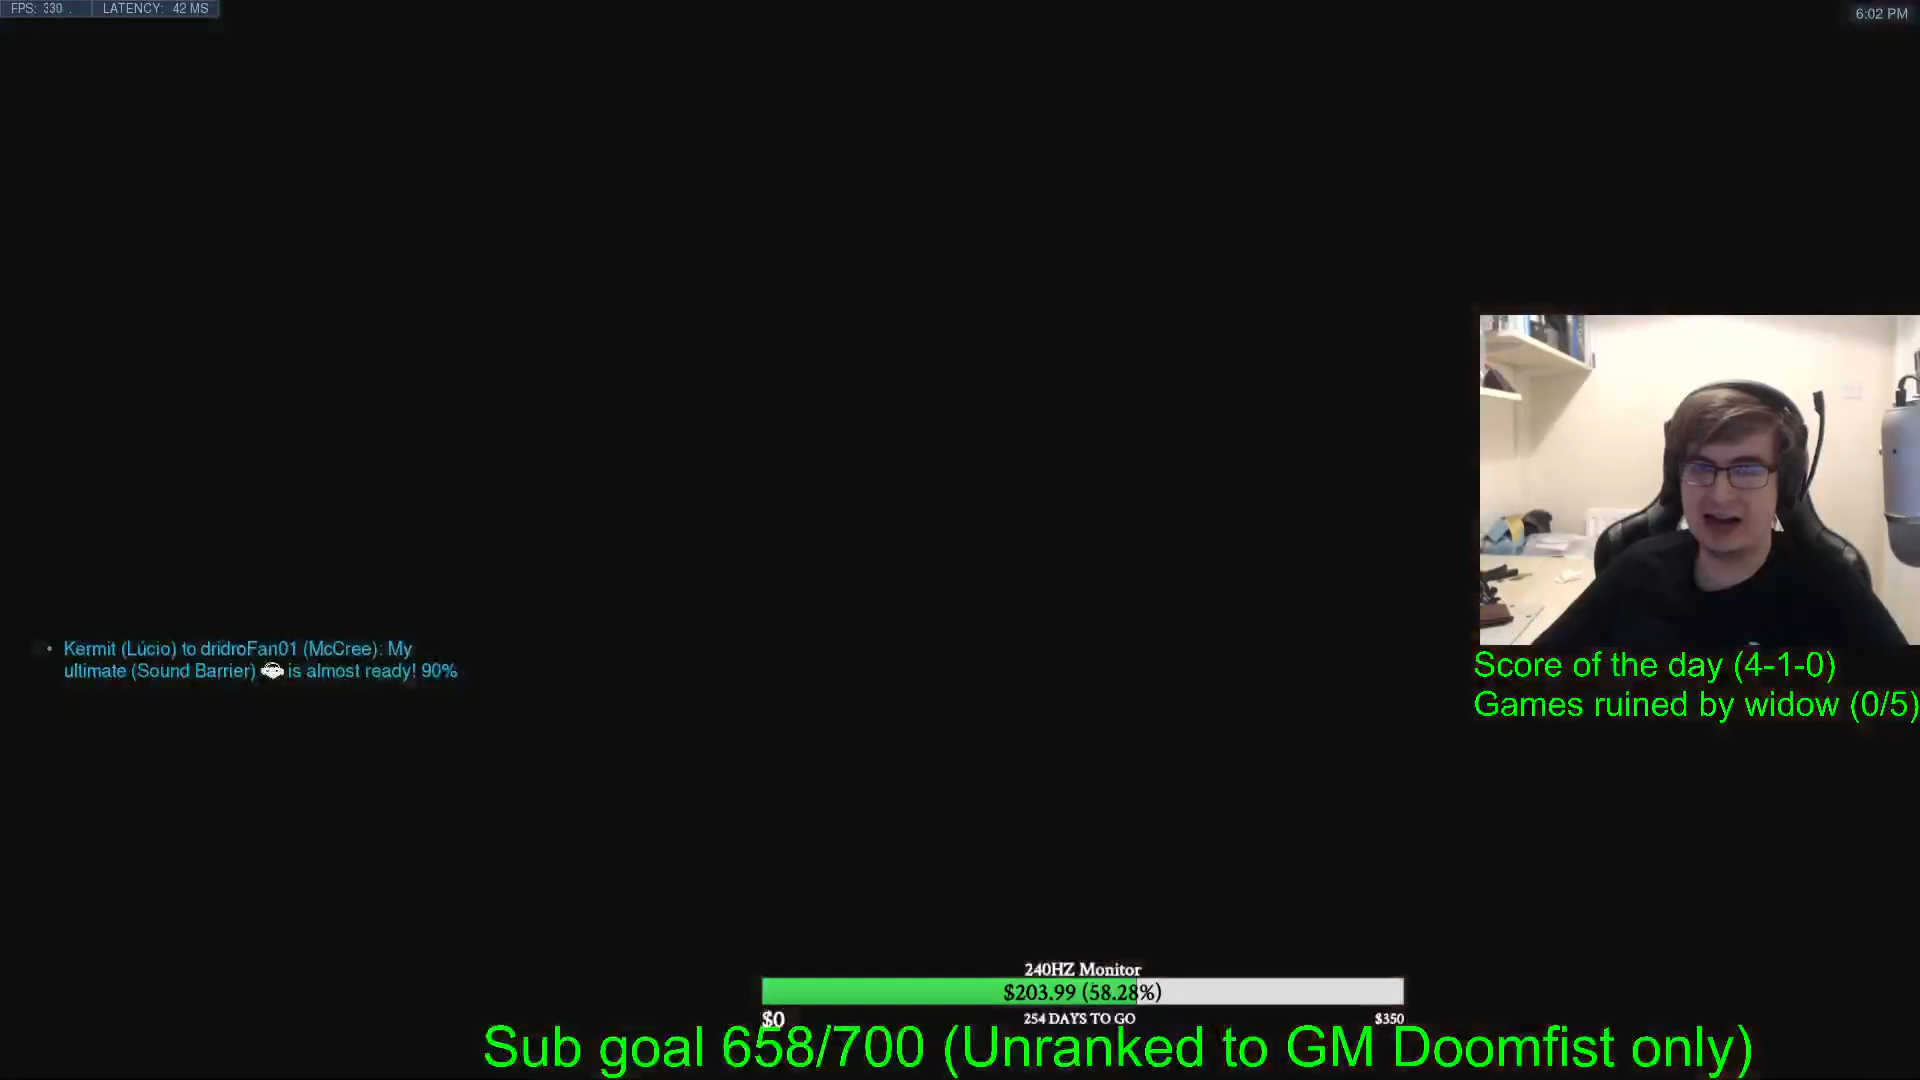 FPS: 330
LATENCY: 42 MS
6:02 PM
Kermit (Lúcio) to dridroFan01 (McCree): My
ultimate (Sound Barrier) is almost ready! 90%
Score of the day (4-1-0)
Games ruined by widow (0/5)
240HZ Monitor
$203.99 (58.28%)
$0
254 DAYS TO GO
$350
Sub goal 658/700 (Unranked to GM Doomfist only)